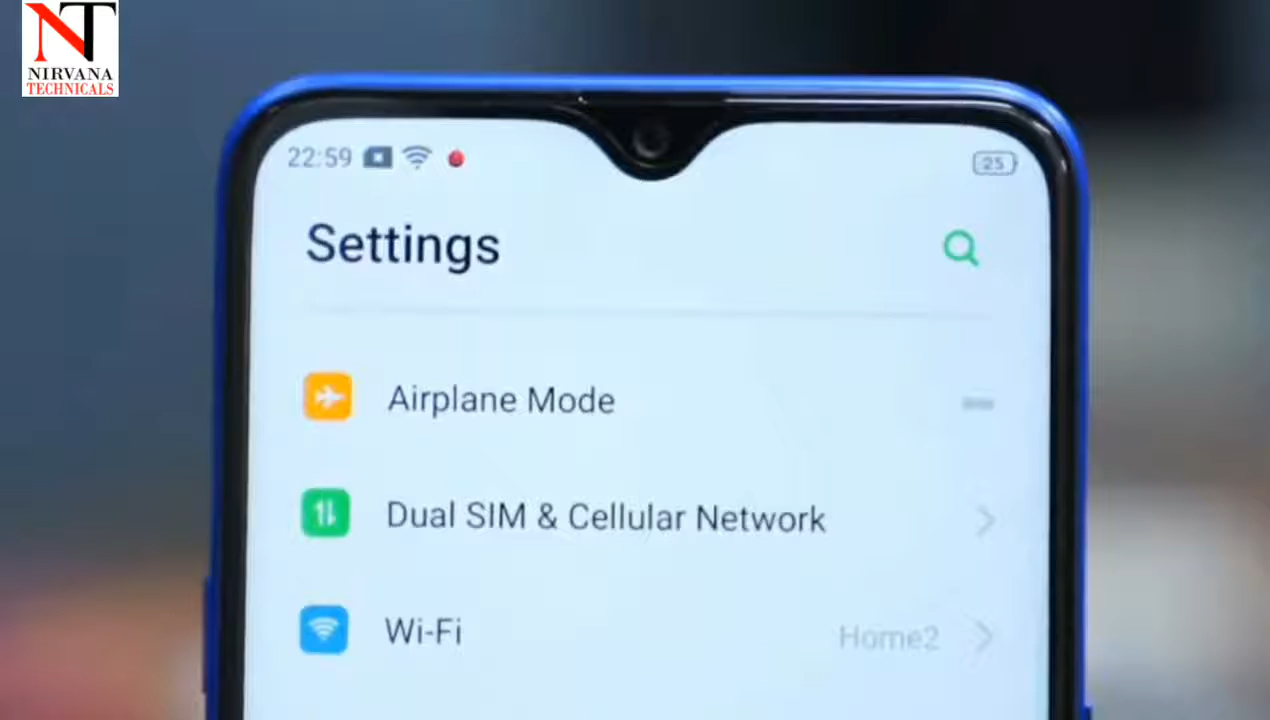 NT
NIRVANA
TECHNICALS
22:59
25
Settings
Airplane Mode
Dual SIM & Cellular Network
Wi-Fi Home2